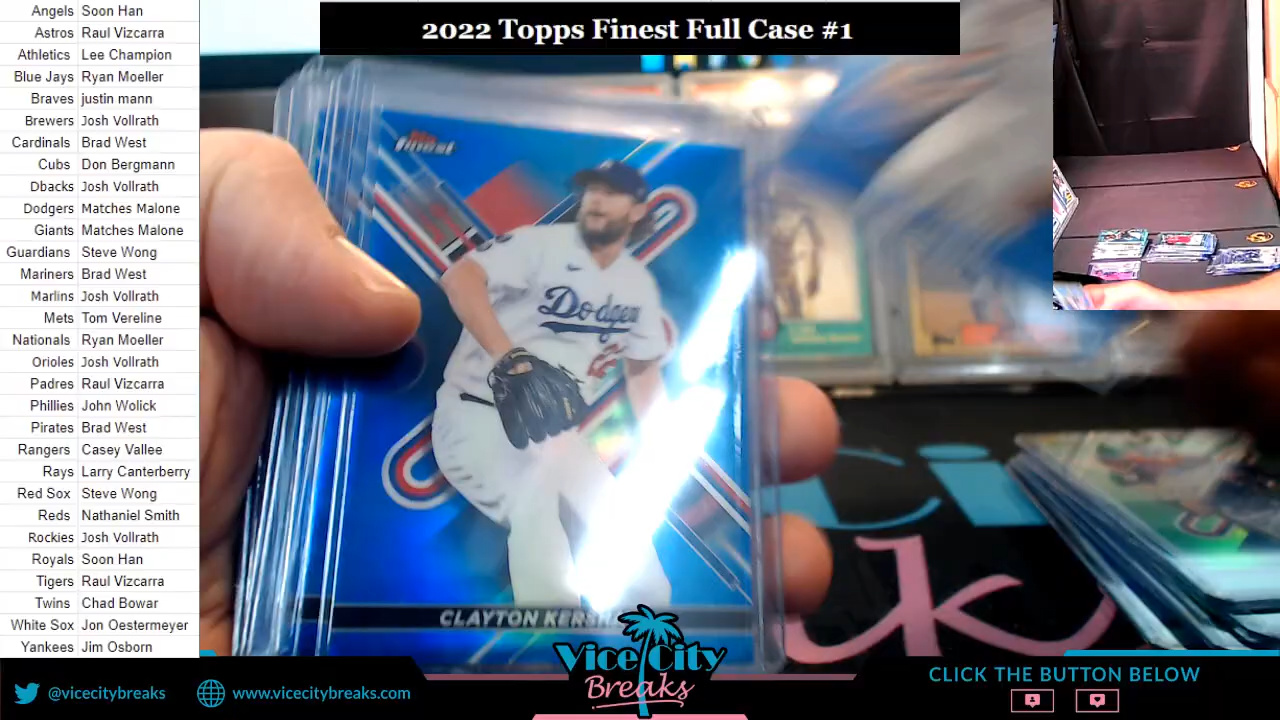 2022 Topps Finest Full Case #1
Angels Soon Han
Astros Raul Vizcarra
Athletics Lee Champion
Blue Jays Ryan Moeller
Braves justin mann
Brewers Josh Vollrath
Cardinals Brad West
Cubs Don Bergmann
Dbacks Josh Vollrath
Dodgers Matches Malone
Giants Matches Malone
Guardians Steve Wong
Mariners Brad West
Marlins Josh Vollrath
Mets Tom Vereline
Nationals Ryan Moeller
Orioles Josh Vollrath
Padres Raul Vizcarra
Phillies John Wolick
Pirates Brad West
Rangers Casey Vallee
Rays Larry Canterberry
Red Sox Steve Wong
Reds Nathaniel Smith
Rockies Josh Vollrath
Royals Soon Han
Tigers Raul Vizcarra
Twins Chad Bowar
White Sox Jon Oestermeyer
Yankees Jim Osborn
Finest
Dodgers
CLAYTON
Vice City
Breaks
@vicecitybreaks
www.vicecitybreaks.com
CLICK THE BUTTON BELOW